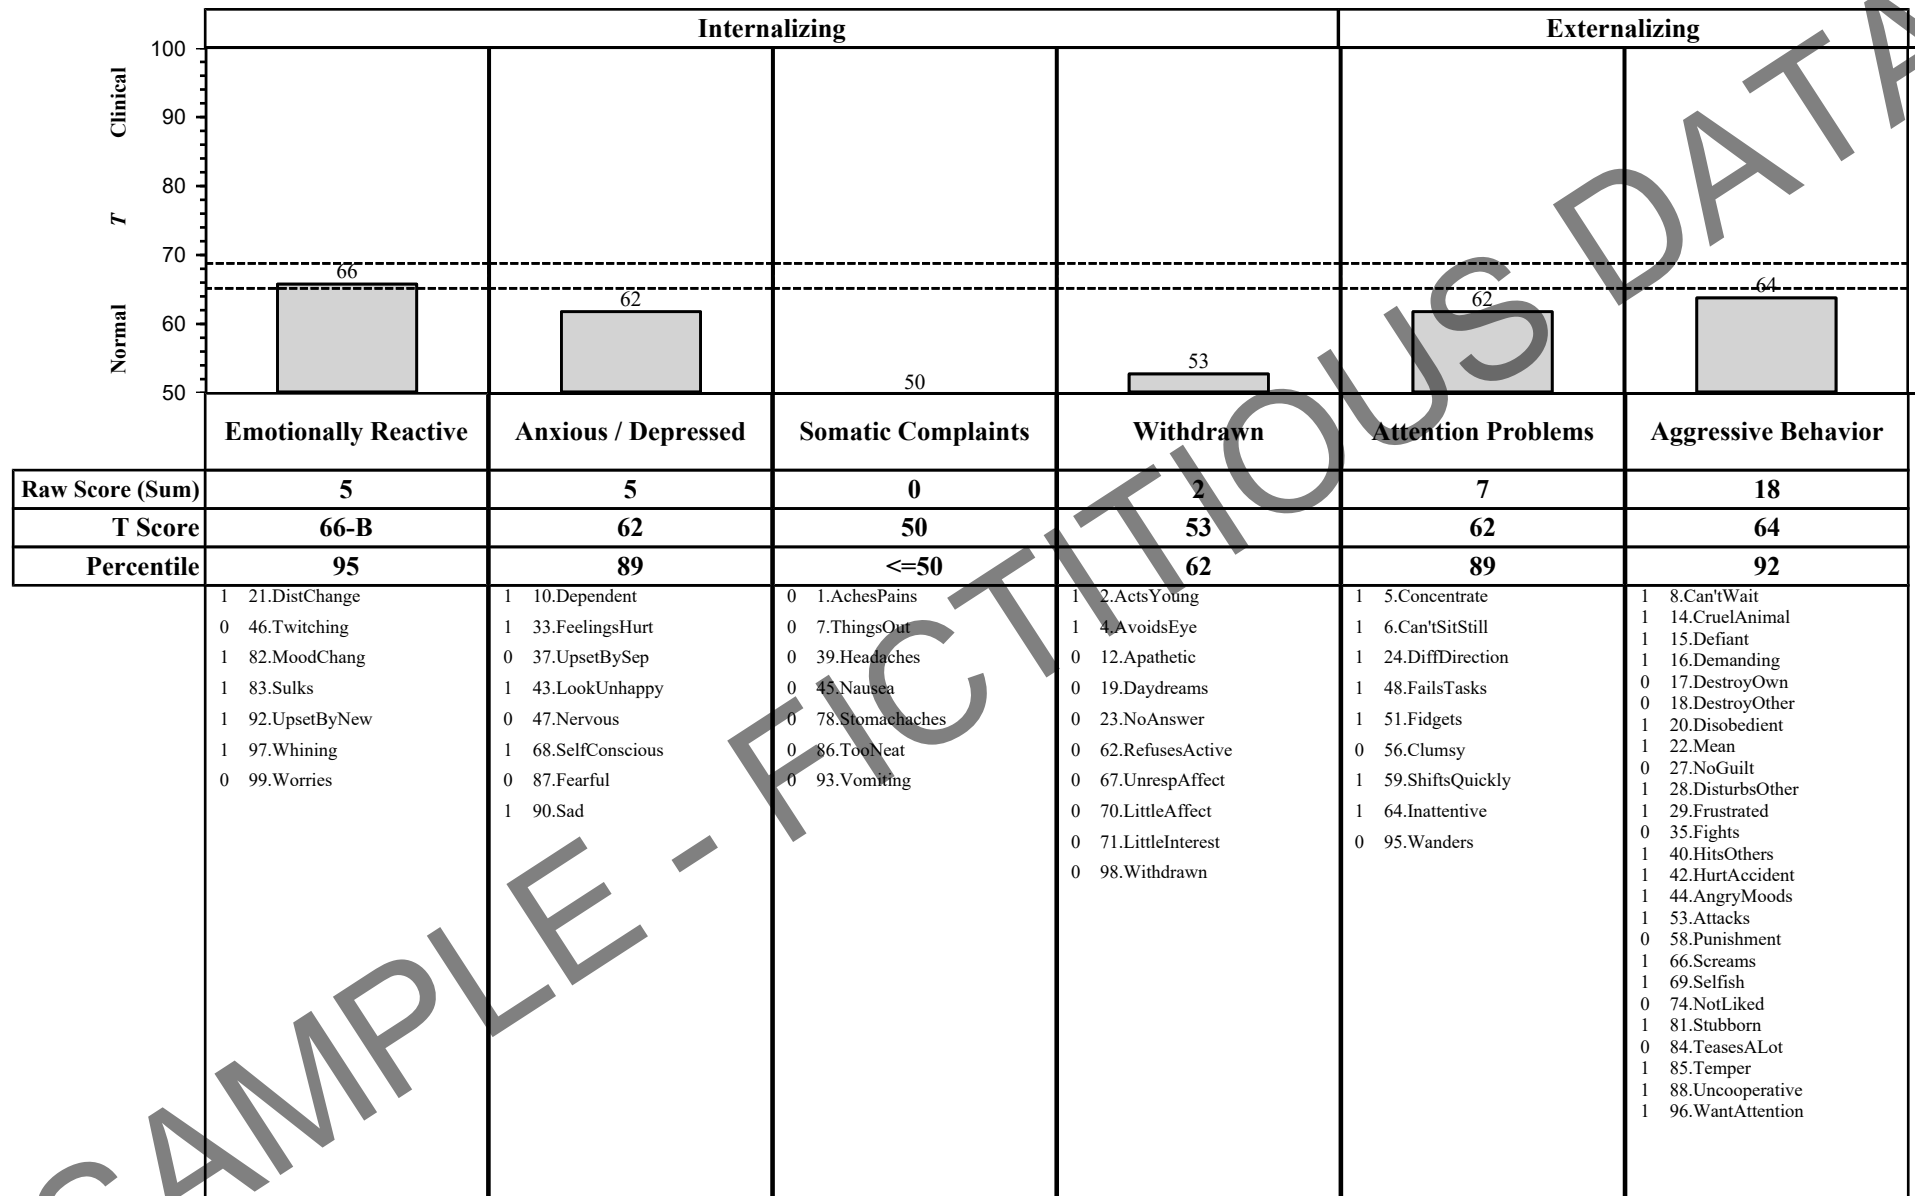 Internalizing Externalizing
100
90
80
70
60
50
Clinical
T
Normal
66 62 50 53 62 64
Emotionally Reactive Anxious / Depressed Somatic Complaints Withdrawn Attention Problems Aggressive Behavior
Raw Score (Sum) 5 5 0 2 7 18
T Score 66-B 62 50 53 62 64
Percentile 95 89 <=50 62 89 92
1 21.DistChange
0 46.Twitching
1 82.MoodChang
1 83.Sulks
1 92.UpsetByNew
1 97.Whining
0 99.Worries
1 10.Dependent
1 33.FeelingsHurt
0 37.UpsetBySep
1 43.LookUnhappy
0 47.Nervous
1 68.SelfConscious
0 87.Fearful
1 90.Sad
0 1.AchesPains
0 7.ThingsOut
0 39.Headaches
0 45.Nausea
0 78.Stomachaches
0 86.TooNeat
0 93.Vomiting
1 2.ActsYoung
1 4.AvoidsEye
0 12.Apathetic
0 19.Daydreams
0 23.NoAnswer
0 62.RefusesActive
0 67.UnrespAffect
0 70.LittleAffect
0 71.LittleInterest
0 98.Withdrawn
1 5.Concentrate
1 6.Can'tSitStill
1 24.DiffDirection
1 48.FailsTasks
1 51.Fidgets
0 56.Clumsy
1 59.ShiftsQuickly
1 64.Inattentive
0 95.Wanders
1 8.Can'tWait
1 14.CruelAnimal
1 15.Defiant
1 16.Demanding
0 17.DestroyOwn
0 18.DestroyOther
1 20.Disobedient
1 22.Mean
0 27.NoGuilt
1 28.DisturbsOther
1 29.Frustrated
0 35.Fights
1 40.HitsOthers
1 42.HurtAccident
1 44.AngryMoods
1 53.Attacks
0 58.Punishment
1 66.Screams
1 69.Selfish
0 74.NotLiked
1 81.Stubborn
0 84.TeasesALot
1 85.Temper
1 88.Uncooperative
1 96.WantAttention
SAMPLE - FICTITIOUS DATA